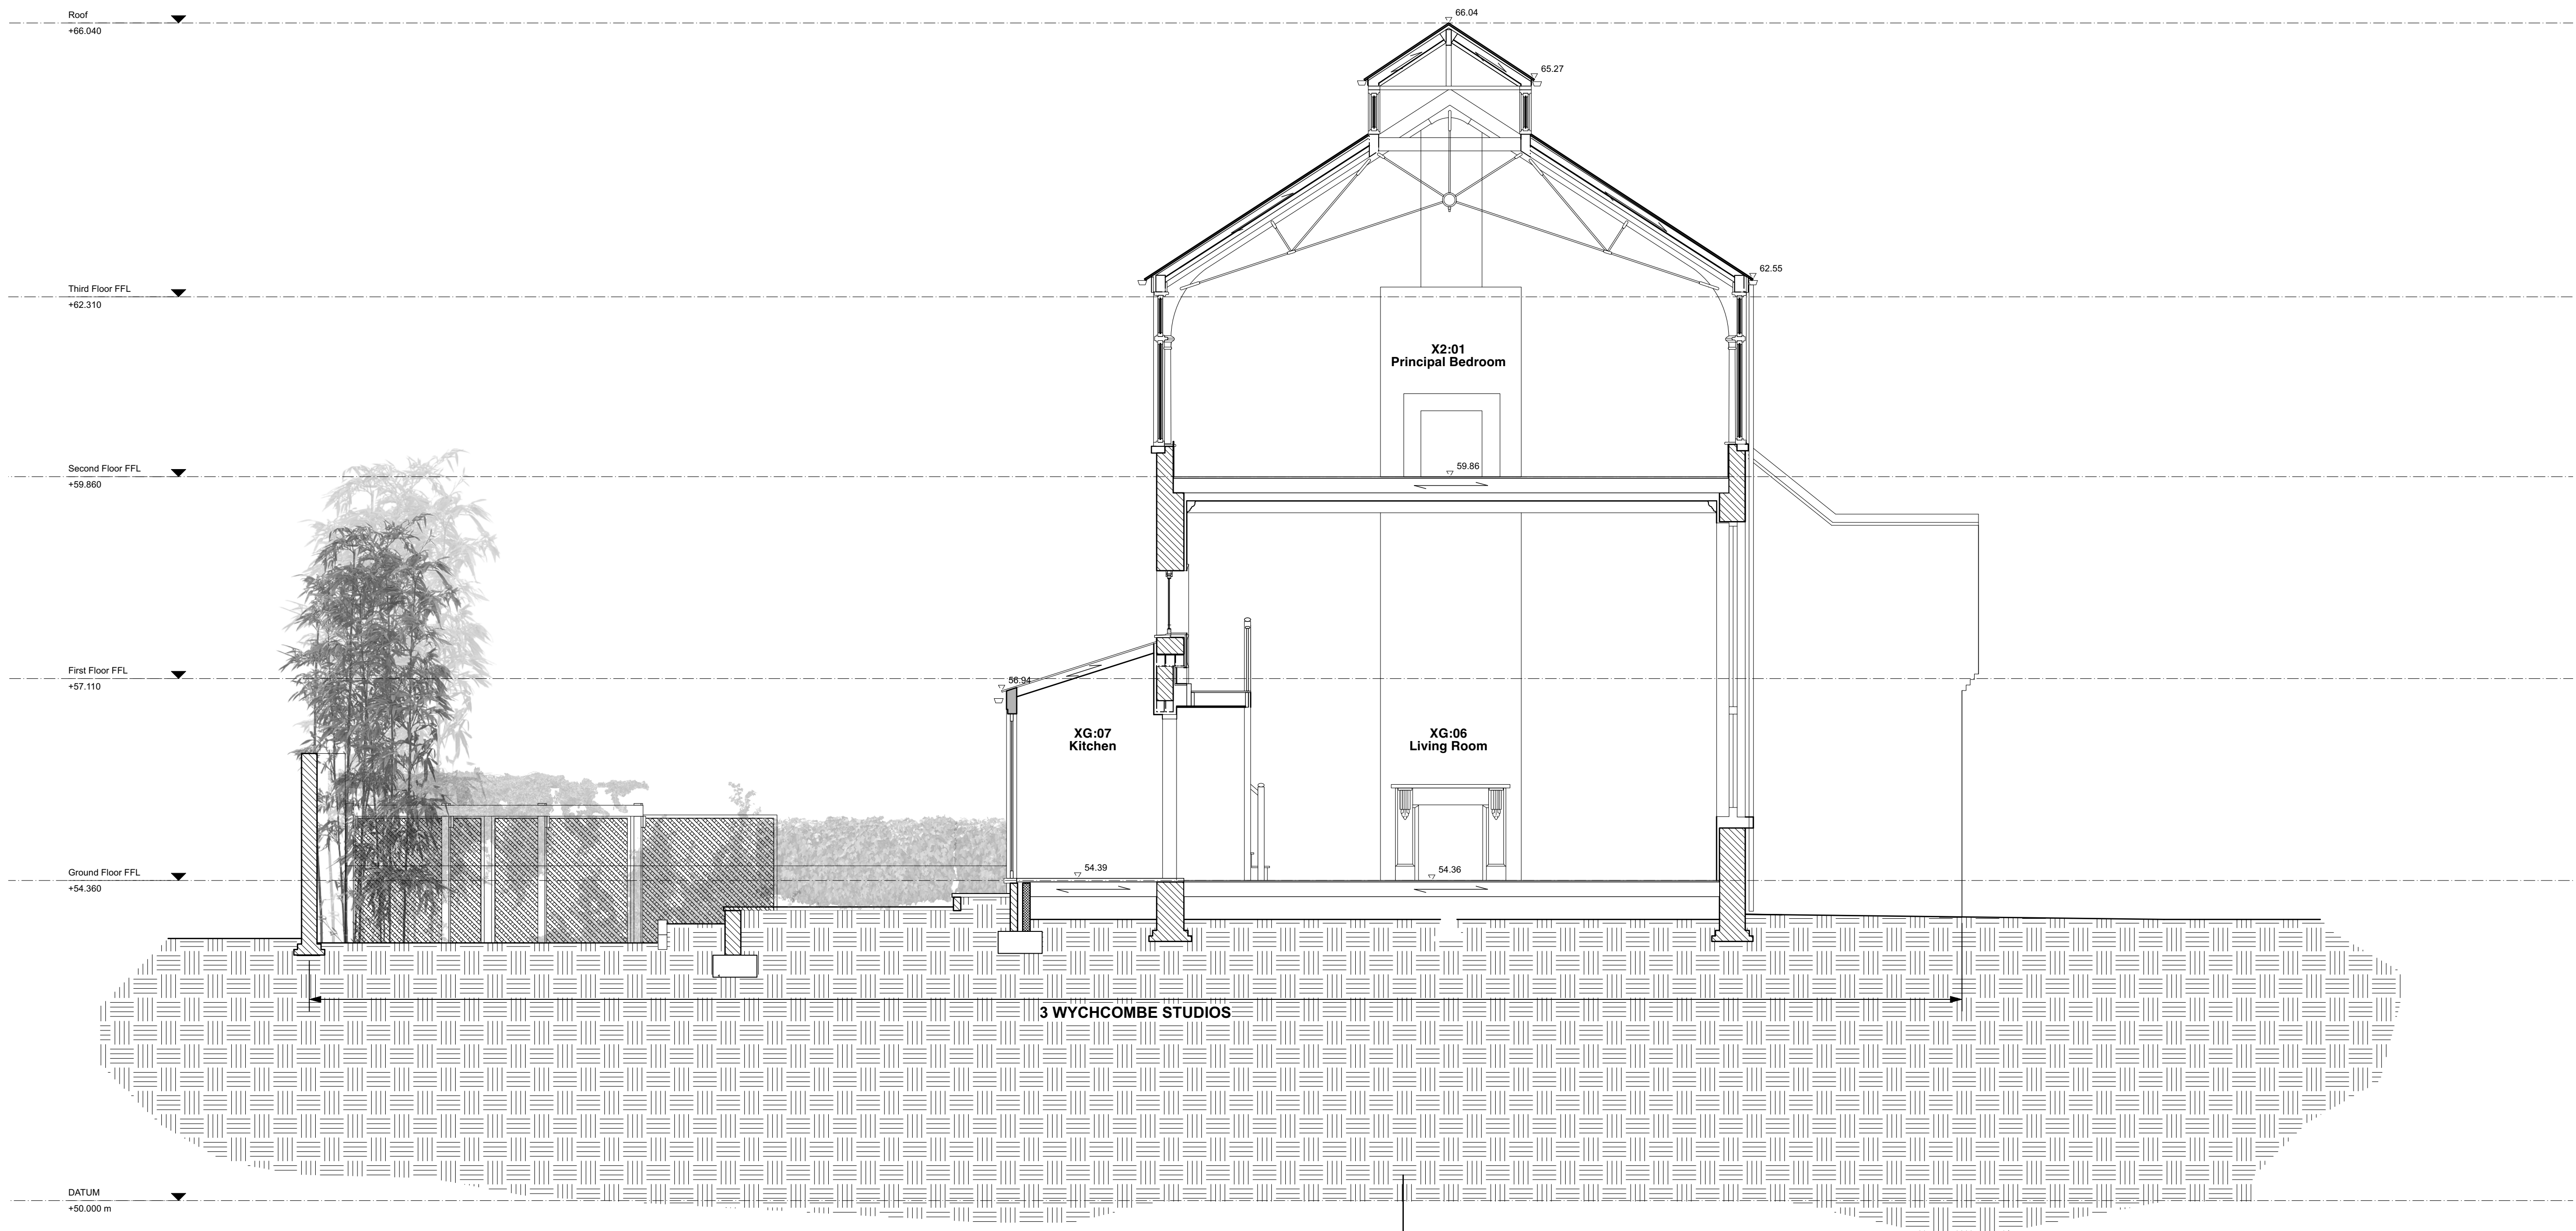 Roof
+66.040
66.04
65.27
62.55
Third Floor FFL
+62.310
X2:01
Principal Bedroom
Second Floor FFL
+59.860
59.86
First Floor FFL
+57.110
56.94
XG:07
Kitchen
XG:06
Living Room
Ground Floor FFL
+54.360
54.39
54.36
3 WYCHCOMBE STUDIOS
DATUM
+50.000 m